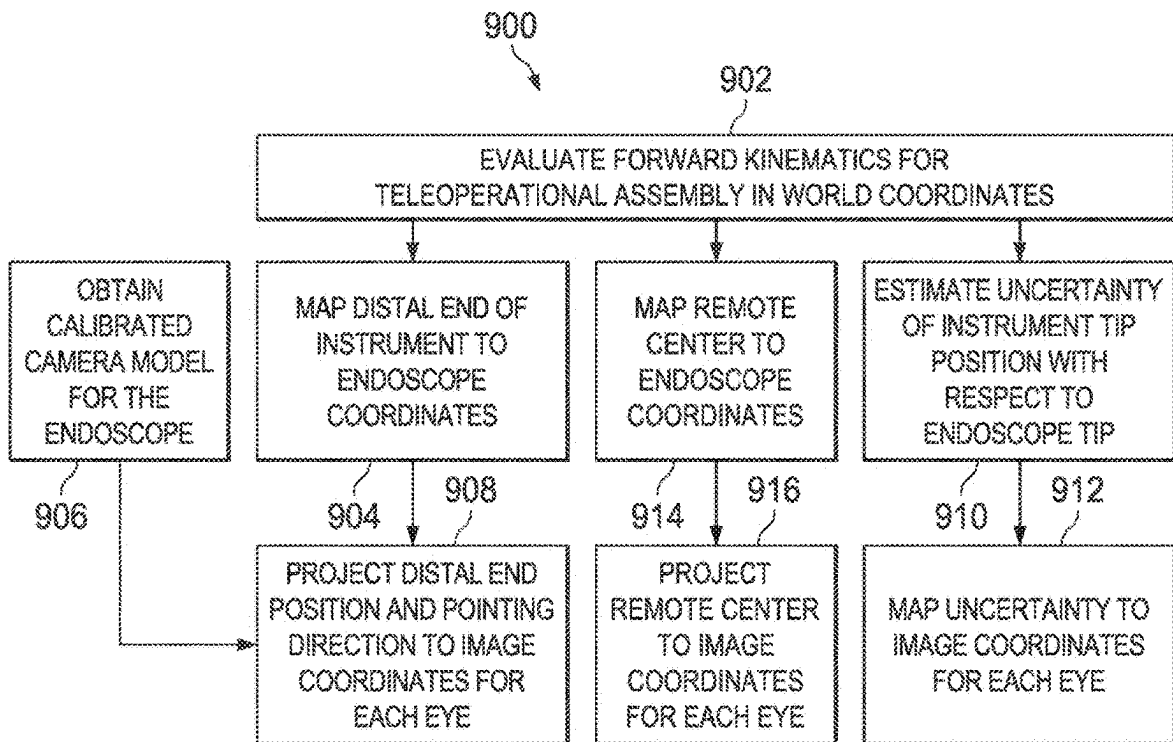 900
902
EVALUATE FORWARD KINEMATICS FOR
TELEOPERATIONAL ASSEMBLY IN WORLD COORDINATES
OBTAIN
CALIBRATED
CAMERA MODEL
FOR THE
ENDOSCOPE
906
MAP DISTAL END OF
INSTRUMENT TO
ENDOSCOPE
COORDINATES
904
908
MAP REMOTE
CENTER TO
ENDOSCOPE
COORDINATES
914
916
ESTIMATE UNCERTAINTY
OF INSTRUMENT TIP
POSITION WITH
RESPECT TO
ENDOSCOPE TIP
910
912
PROJECT DISTAL END
POSITION AND POINTING
DIRECTION TO IMAGE
COORDINATES FOR
EACH EYE
PROJECT
REMOTE CENTER
TO IMAGE
COORDINATES
FOR EACH EYE
MAP UNCERTAINTY TO
IMAGE COORDINATES
FOR EACH EYE